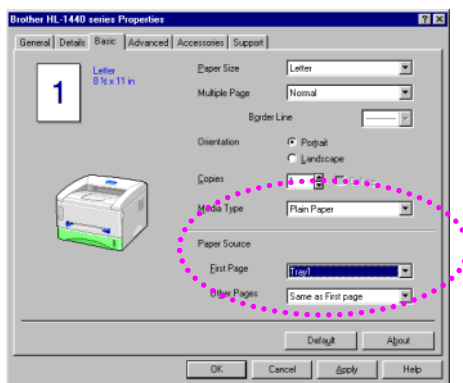 Brother HL-1440 series Properties
General Details Basic Advanced Accessories Support
1
Letter
8 ½ x 11 in
Paper Size Letter
Multiple Page Normal
Border Line
Orientation Portrait
Landscape
Copies
Media Type Plain Paper
Paper Source
First Page Tray1
Other Pages Same as First page
Default About
OK Cancel Apply Help